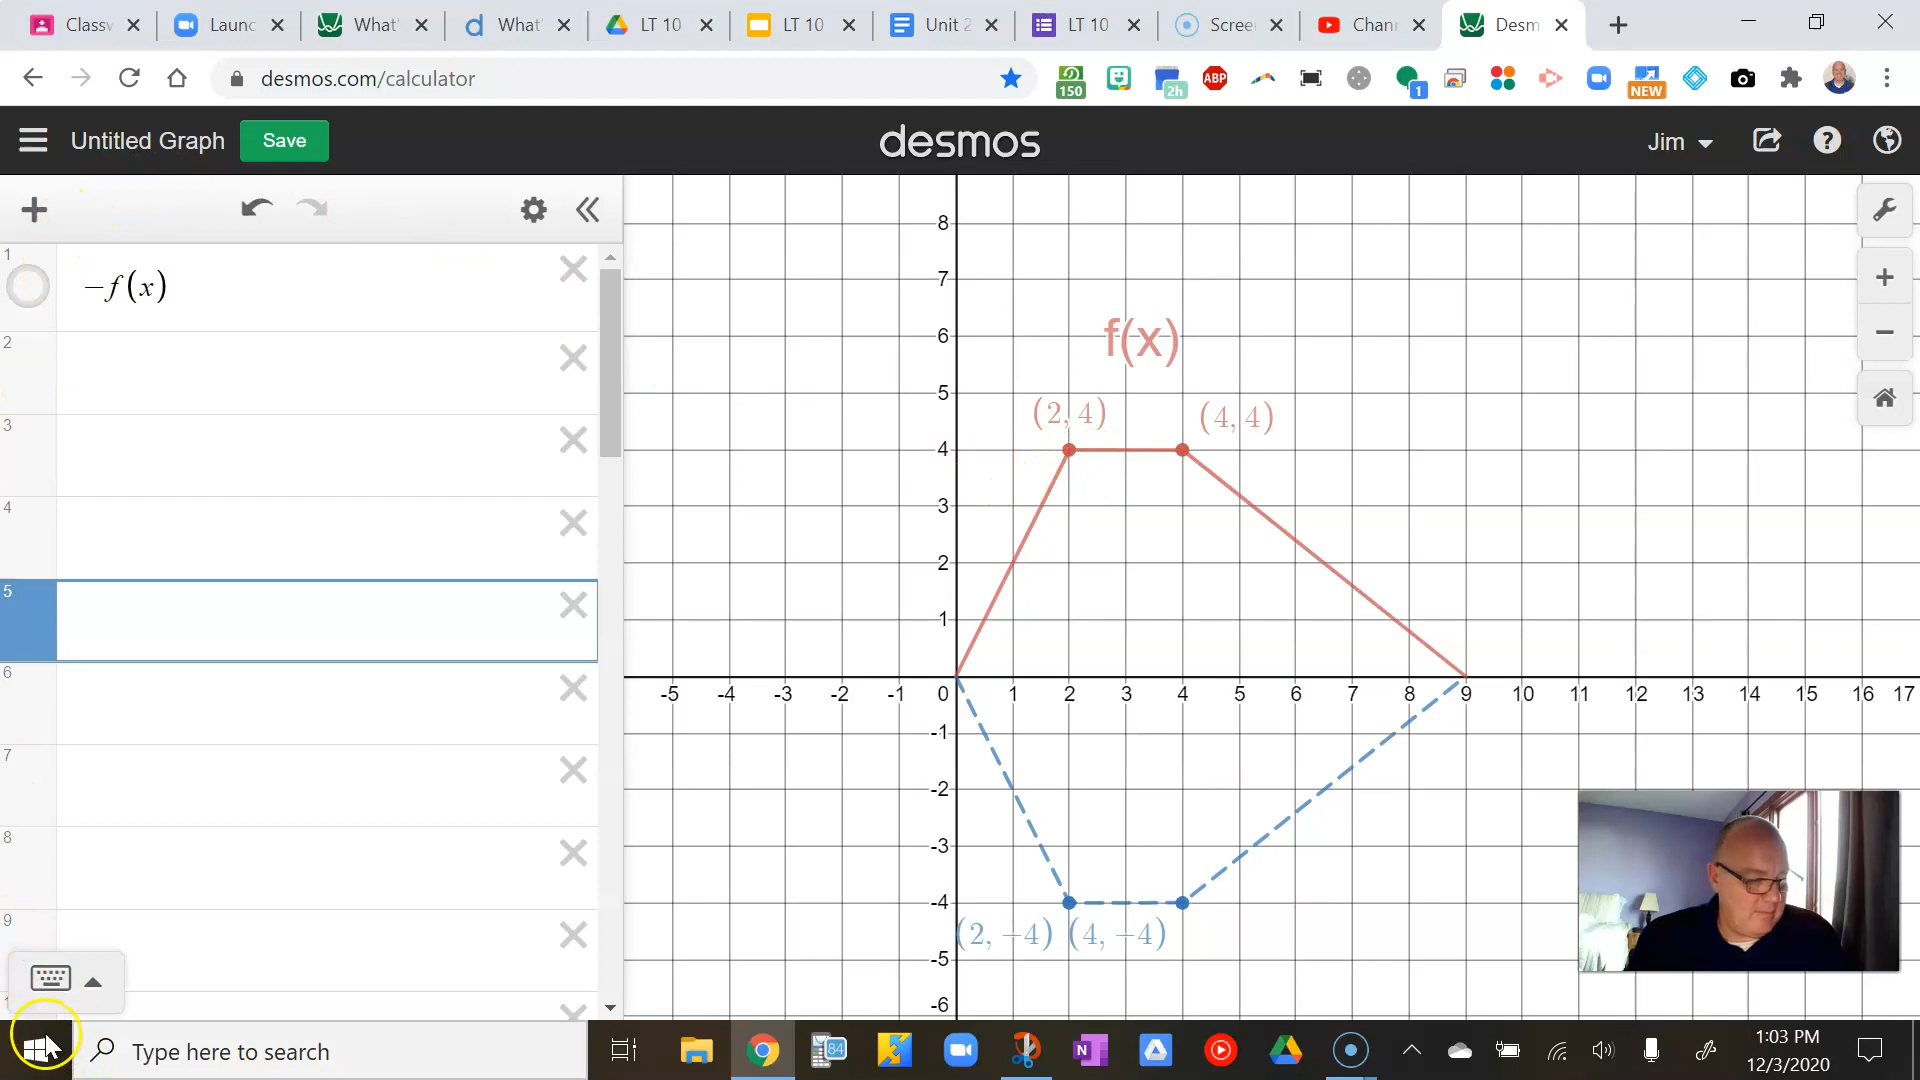 Classw
Launc
What'
What'
LT 10
LT 10
Unit 2
LT 10
Scree
Chann
Desm
desmos.com/calculator
150
2h
ABP
1
NEW
Untitled Graph
Save
desmos
Jim
1
−f(x)
2
3
4
5
6
7
8
9
8
7
6
5
4
3
2
1
f(x)
(2, 4)
(4, 4)
-5 -4 -3 -2 -1 0 1 2 3 4 5 6 7 8 9 10 11 12 13 14 15 16 17
-1
-2
-3
-4
-5
-6
(2, −4) (4, −4)
Type here to search
84
1:03 PM
12/3/2020